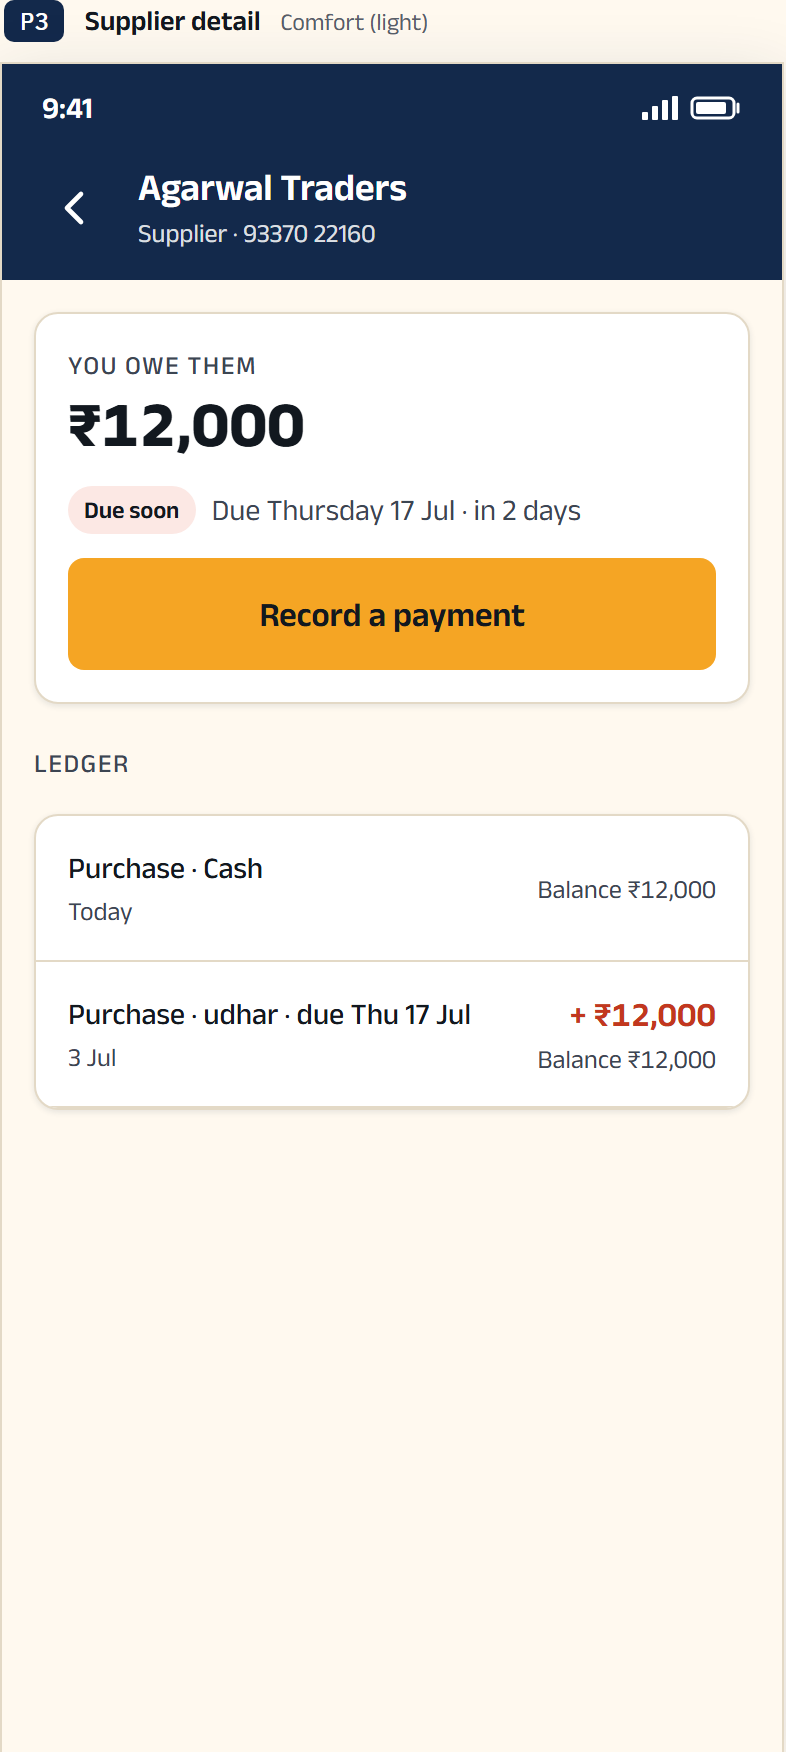 P3 Supplier detail Comfort (light)
9:41
Agarwal Traders
Supplier · 93370 22160
YOU OWE THEM
₹12,000
Due soon Due Thursday 17 Jul · in 2 days
Record a payment
LEDGER
Purchase · Cash
Today
Balance ₹12,000
Purchase · udhar · due Thu 17 Jul
+ ₹12,000
3 Jul
Balance ₹12,000